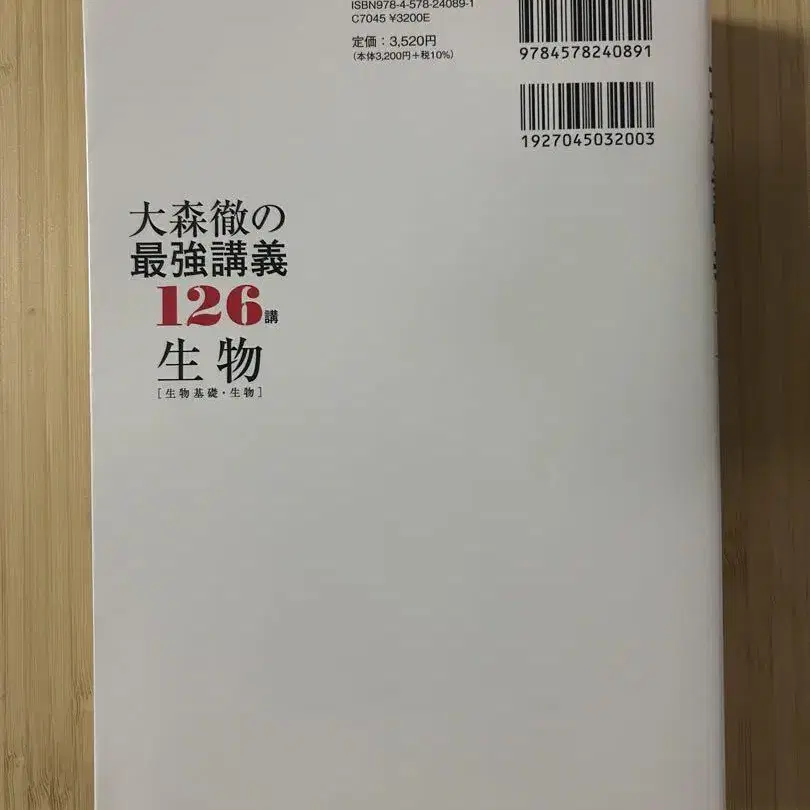 ISBN978-4-578-24089-1
C7045 ¥3200E
定価：3,520円
（本体3,200円＋税10%）
9784578240891
1927045032003
大森徹の
最強講義
126講
生物
［生物基礎・生物］